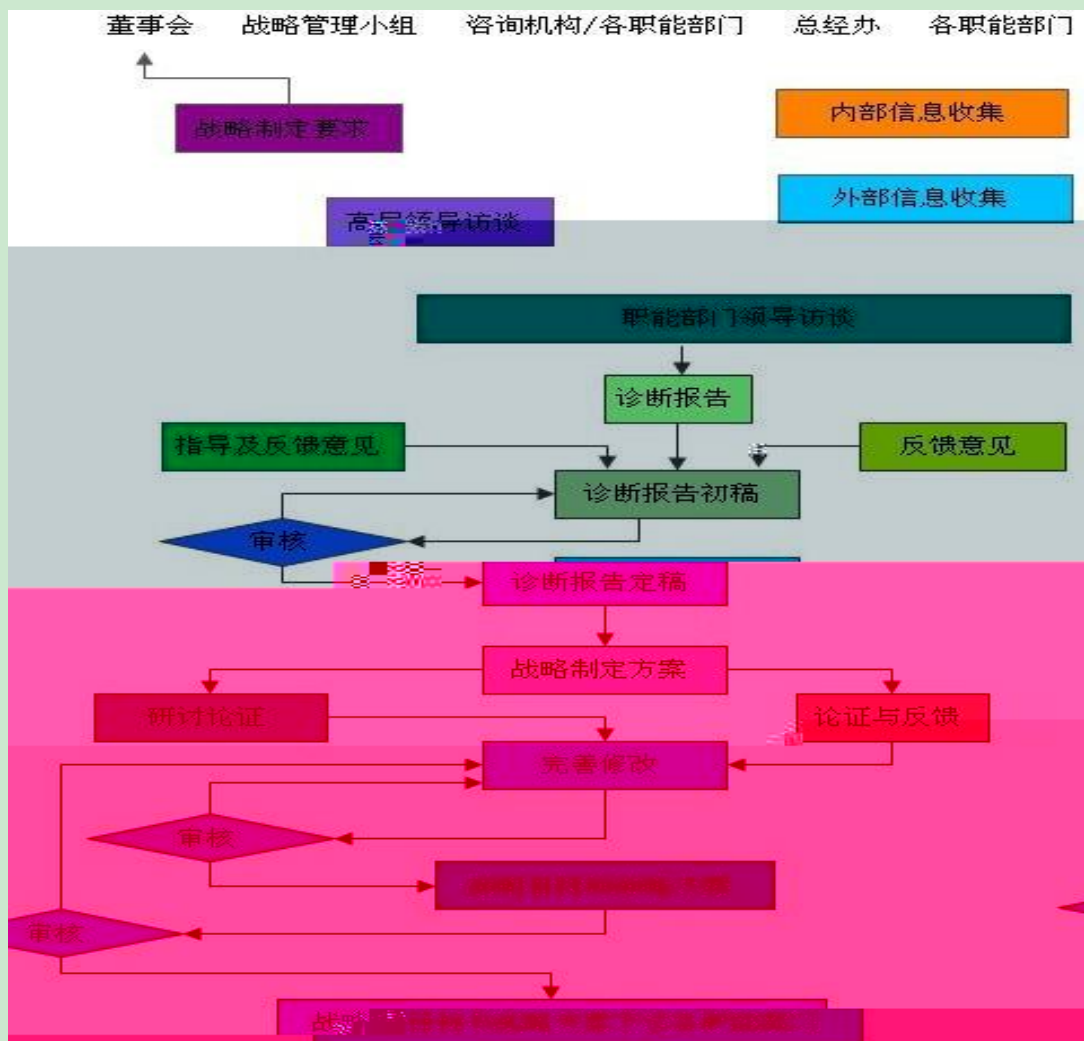 董事会 战略管理小组 咨询机构/各职能部门 总经办 各职能部门
战略制定要求
内部信息收集
外部信息收集
高层领导访谈
职能部门领导访谈
诊断报告
指导及反馈意见
反馈意见
诊断报告初稿
审核
诊断报告定稿
战略制定方案
研讨论证
论证与反馈
完善修改
审核
审核
战略